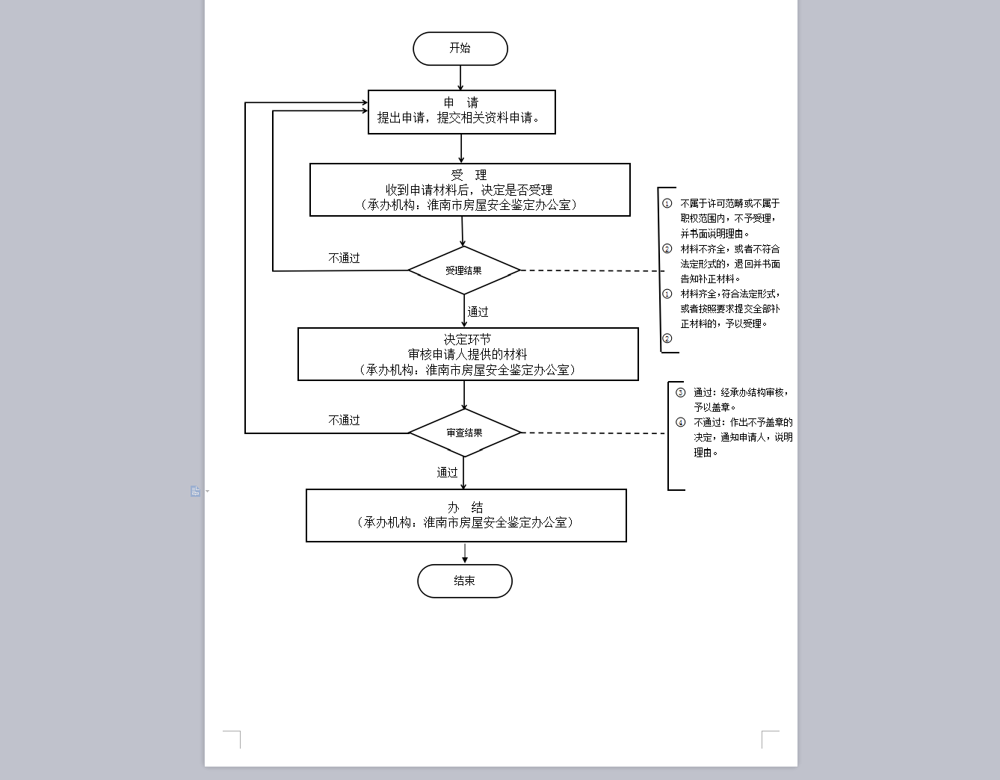 开始
申 请
提出申请，提交相关资料申请。
受 理
收到申请材料后，决定是否受理
（承办机构：淮南市房屋安全鉴定办公室）
不通过
受理结果
① 不属于许可范畴或不属于
职权范围内，不予受理，
并书面说明理由。
② 材料不齐全，或者不符合
法定形式的，退回并书面
告知补正材料。
① 材料齐全,符合法定形式，
或者按照要求提交全部补
正材料的，予以受理。
②
通过
决定环节
审核申请人提供的材料
（承办机构：淮南市房屋安全鉴定办公室）
不通过
审查结果
③ 通过：经承办结构审核，
予以盖章。
④ 不通过：作出不予盖章的
决定，通知申请人，说明
理由。
通过
办 结
（承办机构：淮南市房屋安全鉴定办公室）
结束